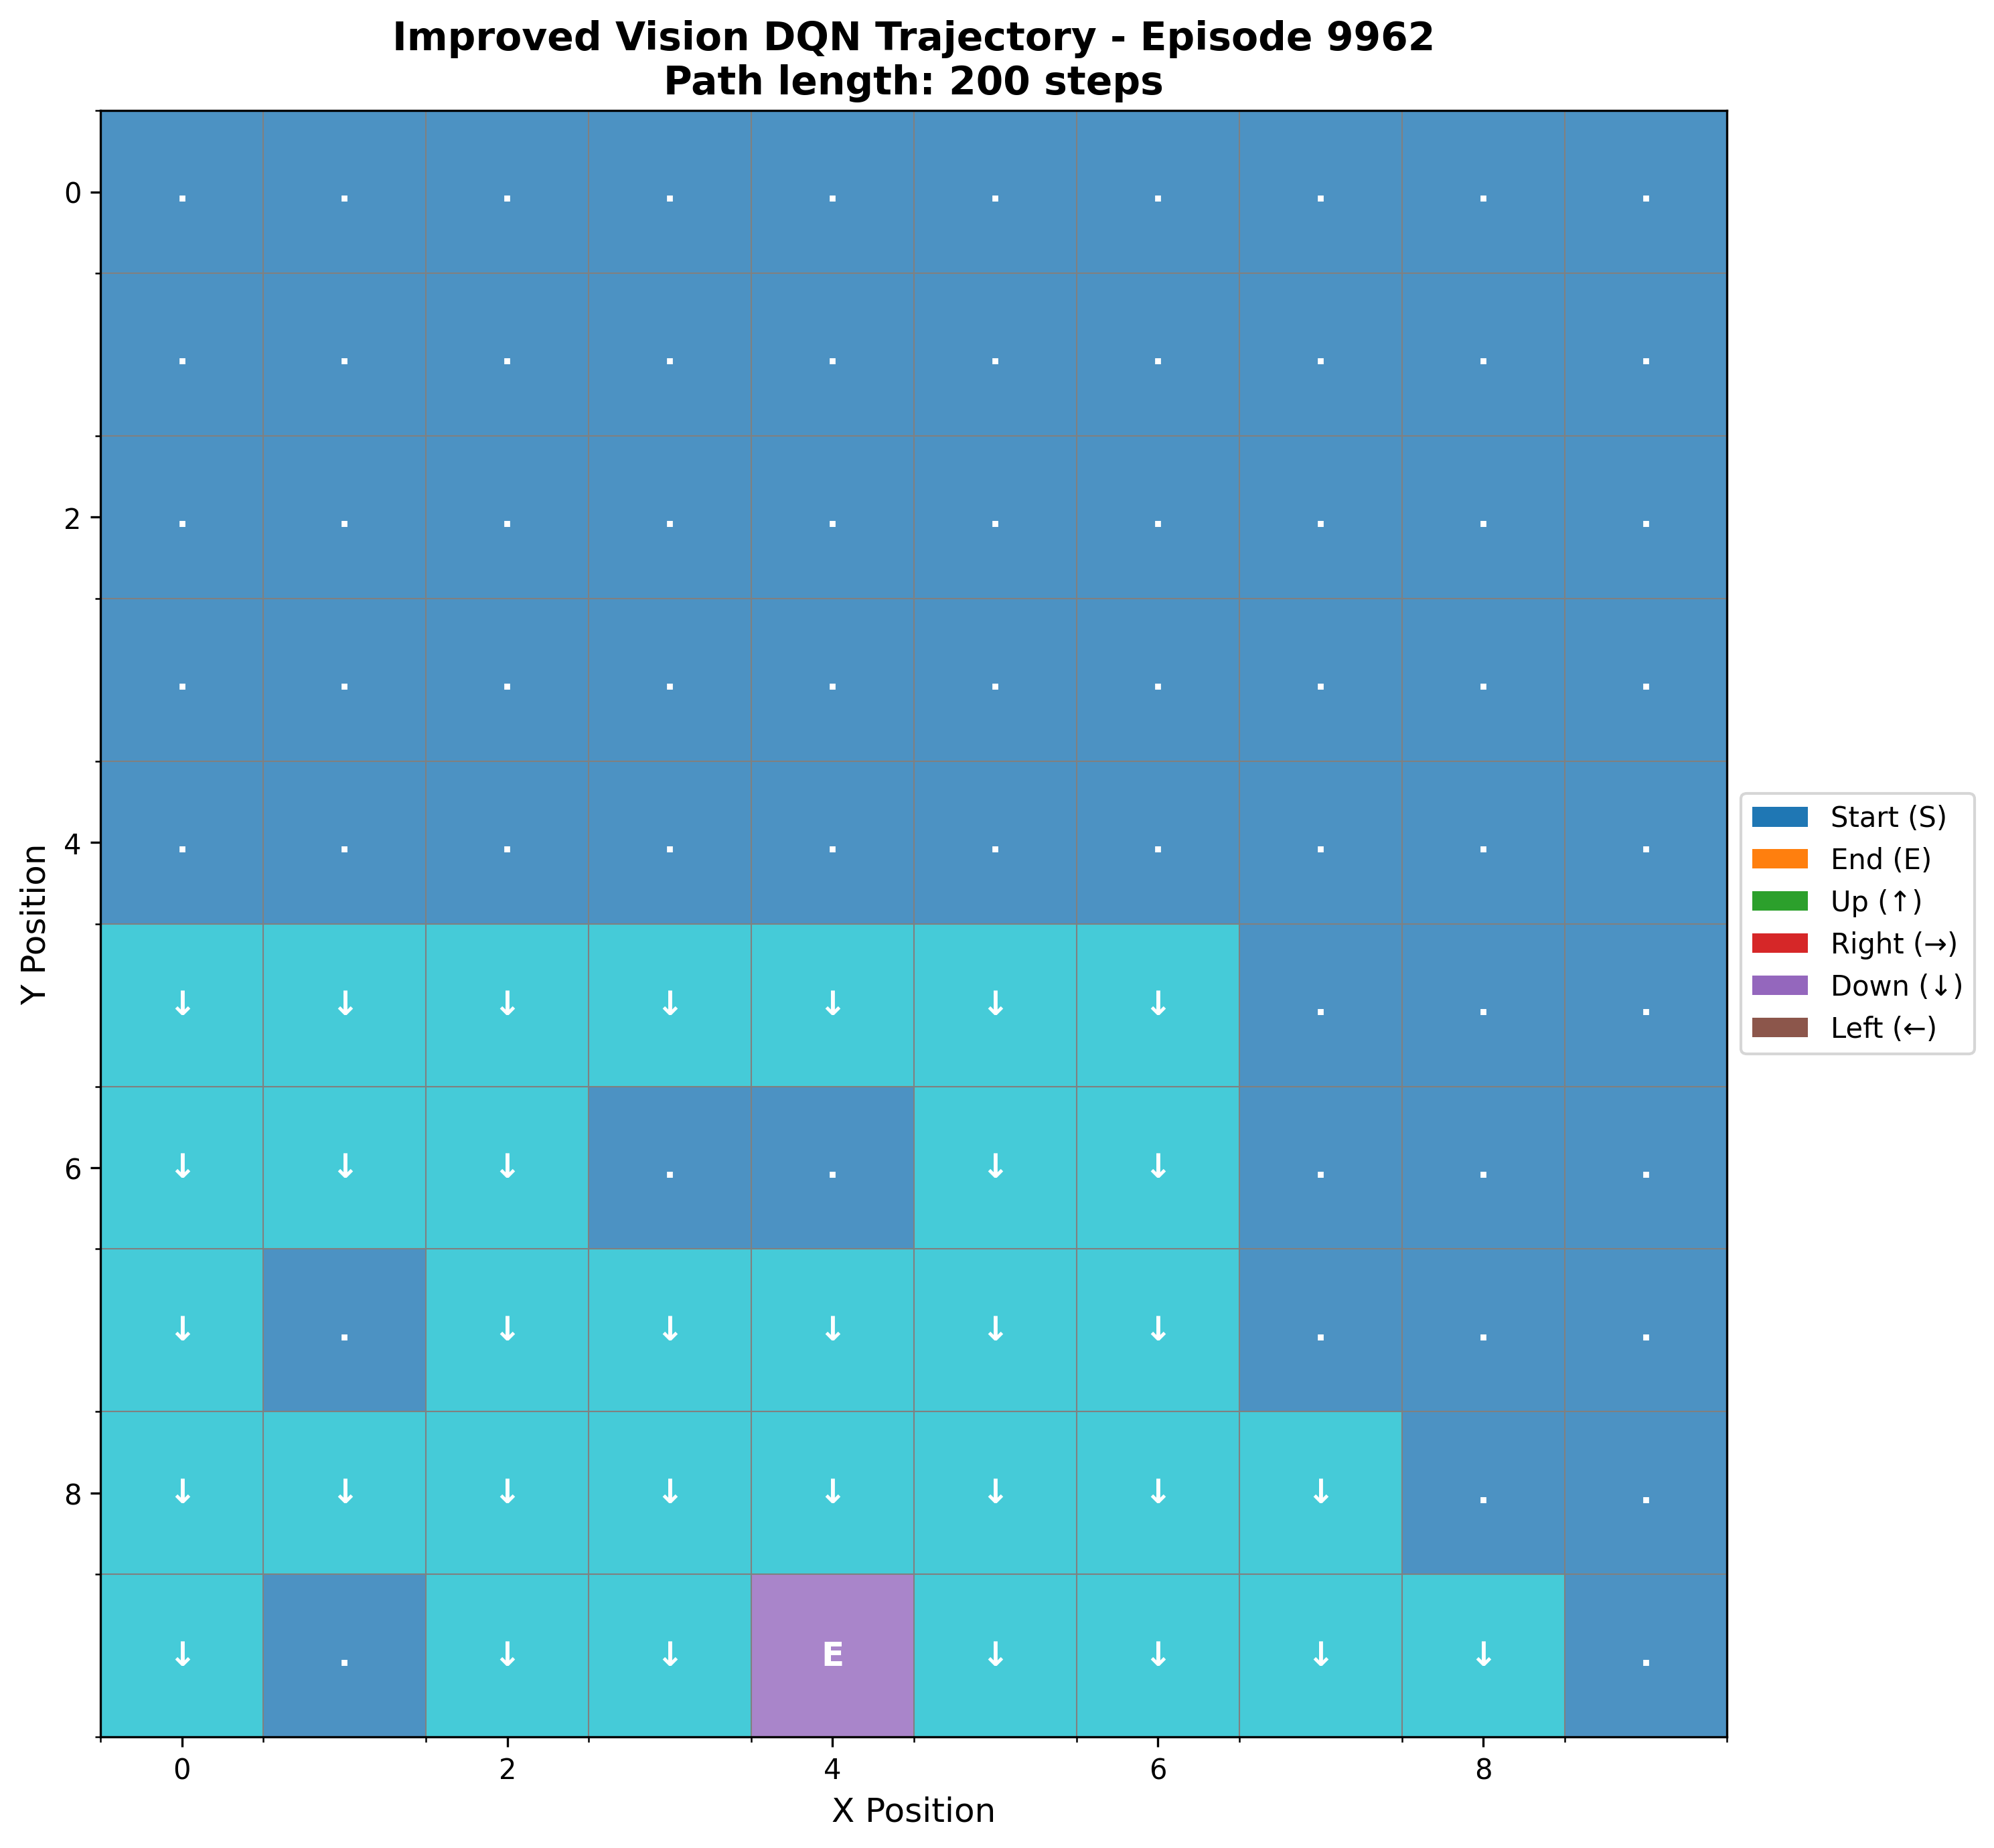 Improved Vision DQN Trajectory - Episode 9962
Path length: 200 steps
0 . . . . . . . . . .
. . . . . . . . . .
2 . . . . . . . . . .
. . . . . . . . . .
4 . . . . . . . . . .
↓ ↓ ↓ ↓ ↓ ↓ ↓ . . .
6 ↓ ↓ ↓ . . ↓ ↓ . . .
↓ . ↓ ↓ ↓ ↓ ↓ . . .
8 ↓ ↓ ↓ ↓ ↓ ↓ ↓ ↓ . .
↓ . ↓ ↓ E ↓ ↓ ↓ ↓ .
0 2 4 6 8
X Position
Y Position
Start (S)
End (E)
Up (↑)
Right (→)
Down (↓)
Left (←)